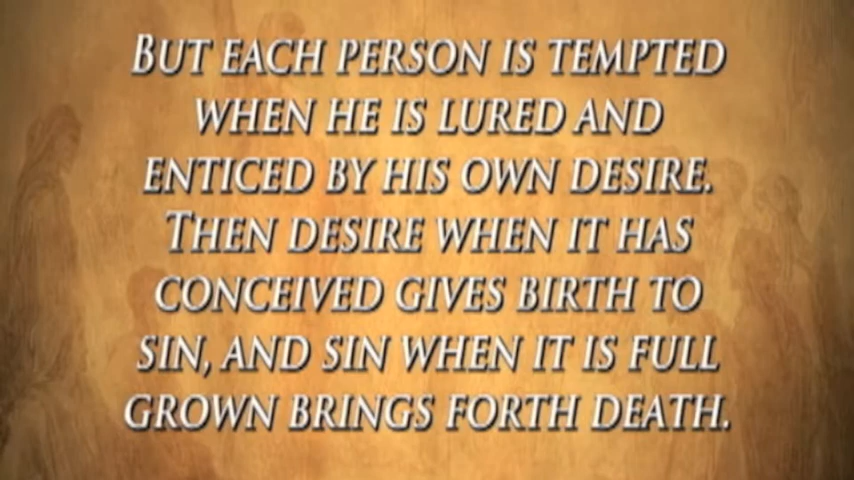 BUT EACH PERSON IS TEMPTED
WHEN HE IS LURED AND
ENTICED BY HIS OWN DESIRE.
THEN DESIRE WHEN IT HAS
CONCEIVED GIVES BIRTH TO
SIN, AND SIN WHEN IT IS FULL
GROWN BRINGS FORTH DEATH.